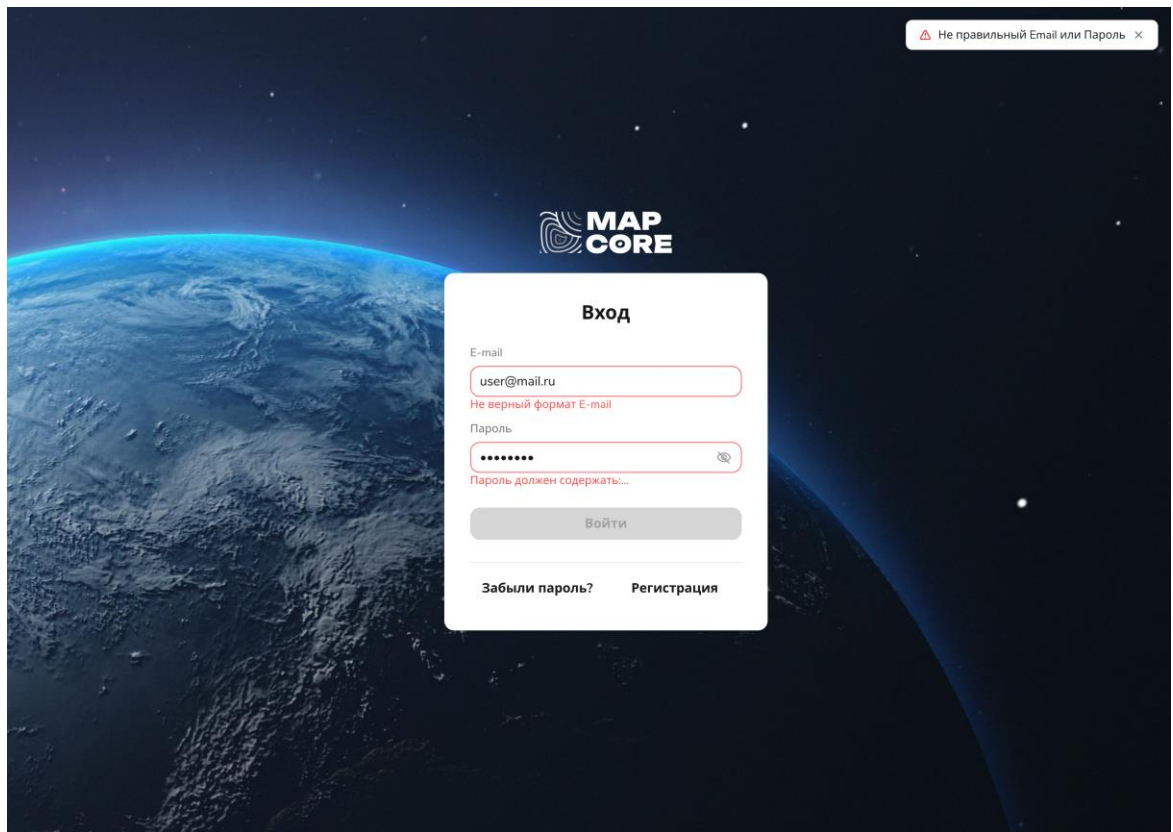 Не правильный Email или Пароль
MAP
CORE
Вход
E-mail
user@mail.ru
Не верный формат E-mail
Пароль
••••••••
Пароль должен содержать:...
Войти
Забыли пароль? Регистрация